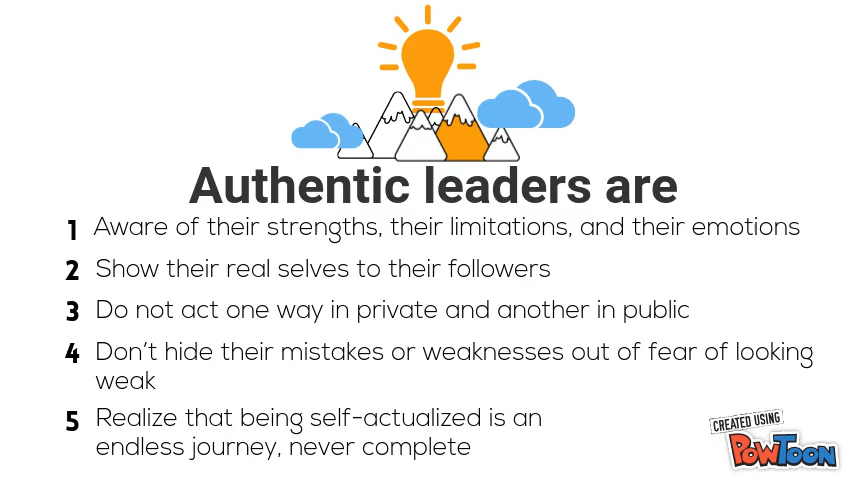 Authentic leaders are
1 Aware of their strengths, their limitations, and their emotions
2 Show their real selves to their followers
3 Do not act one way in private and another in public
4 Don't hide their mistakes or weaknesses out of fear of looking
weak
5 Realize that being self-actualized is an
endless journey, never complete
CREATED USING
POWTOON